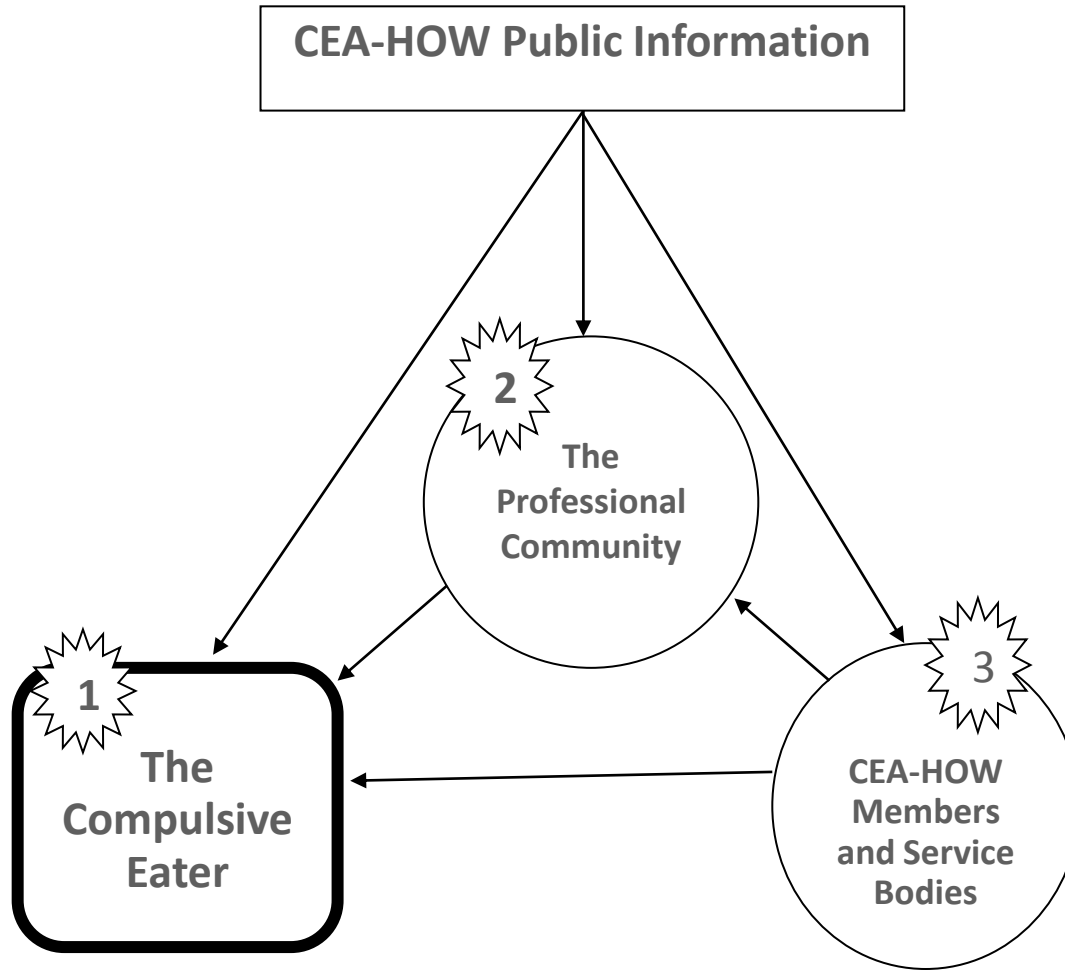 CEA-HOW Public Information
2
The
Professional
Community
1
The
Compulsive
Eater
3
CEA-HOW
Members
and Service
Bodies